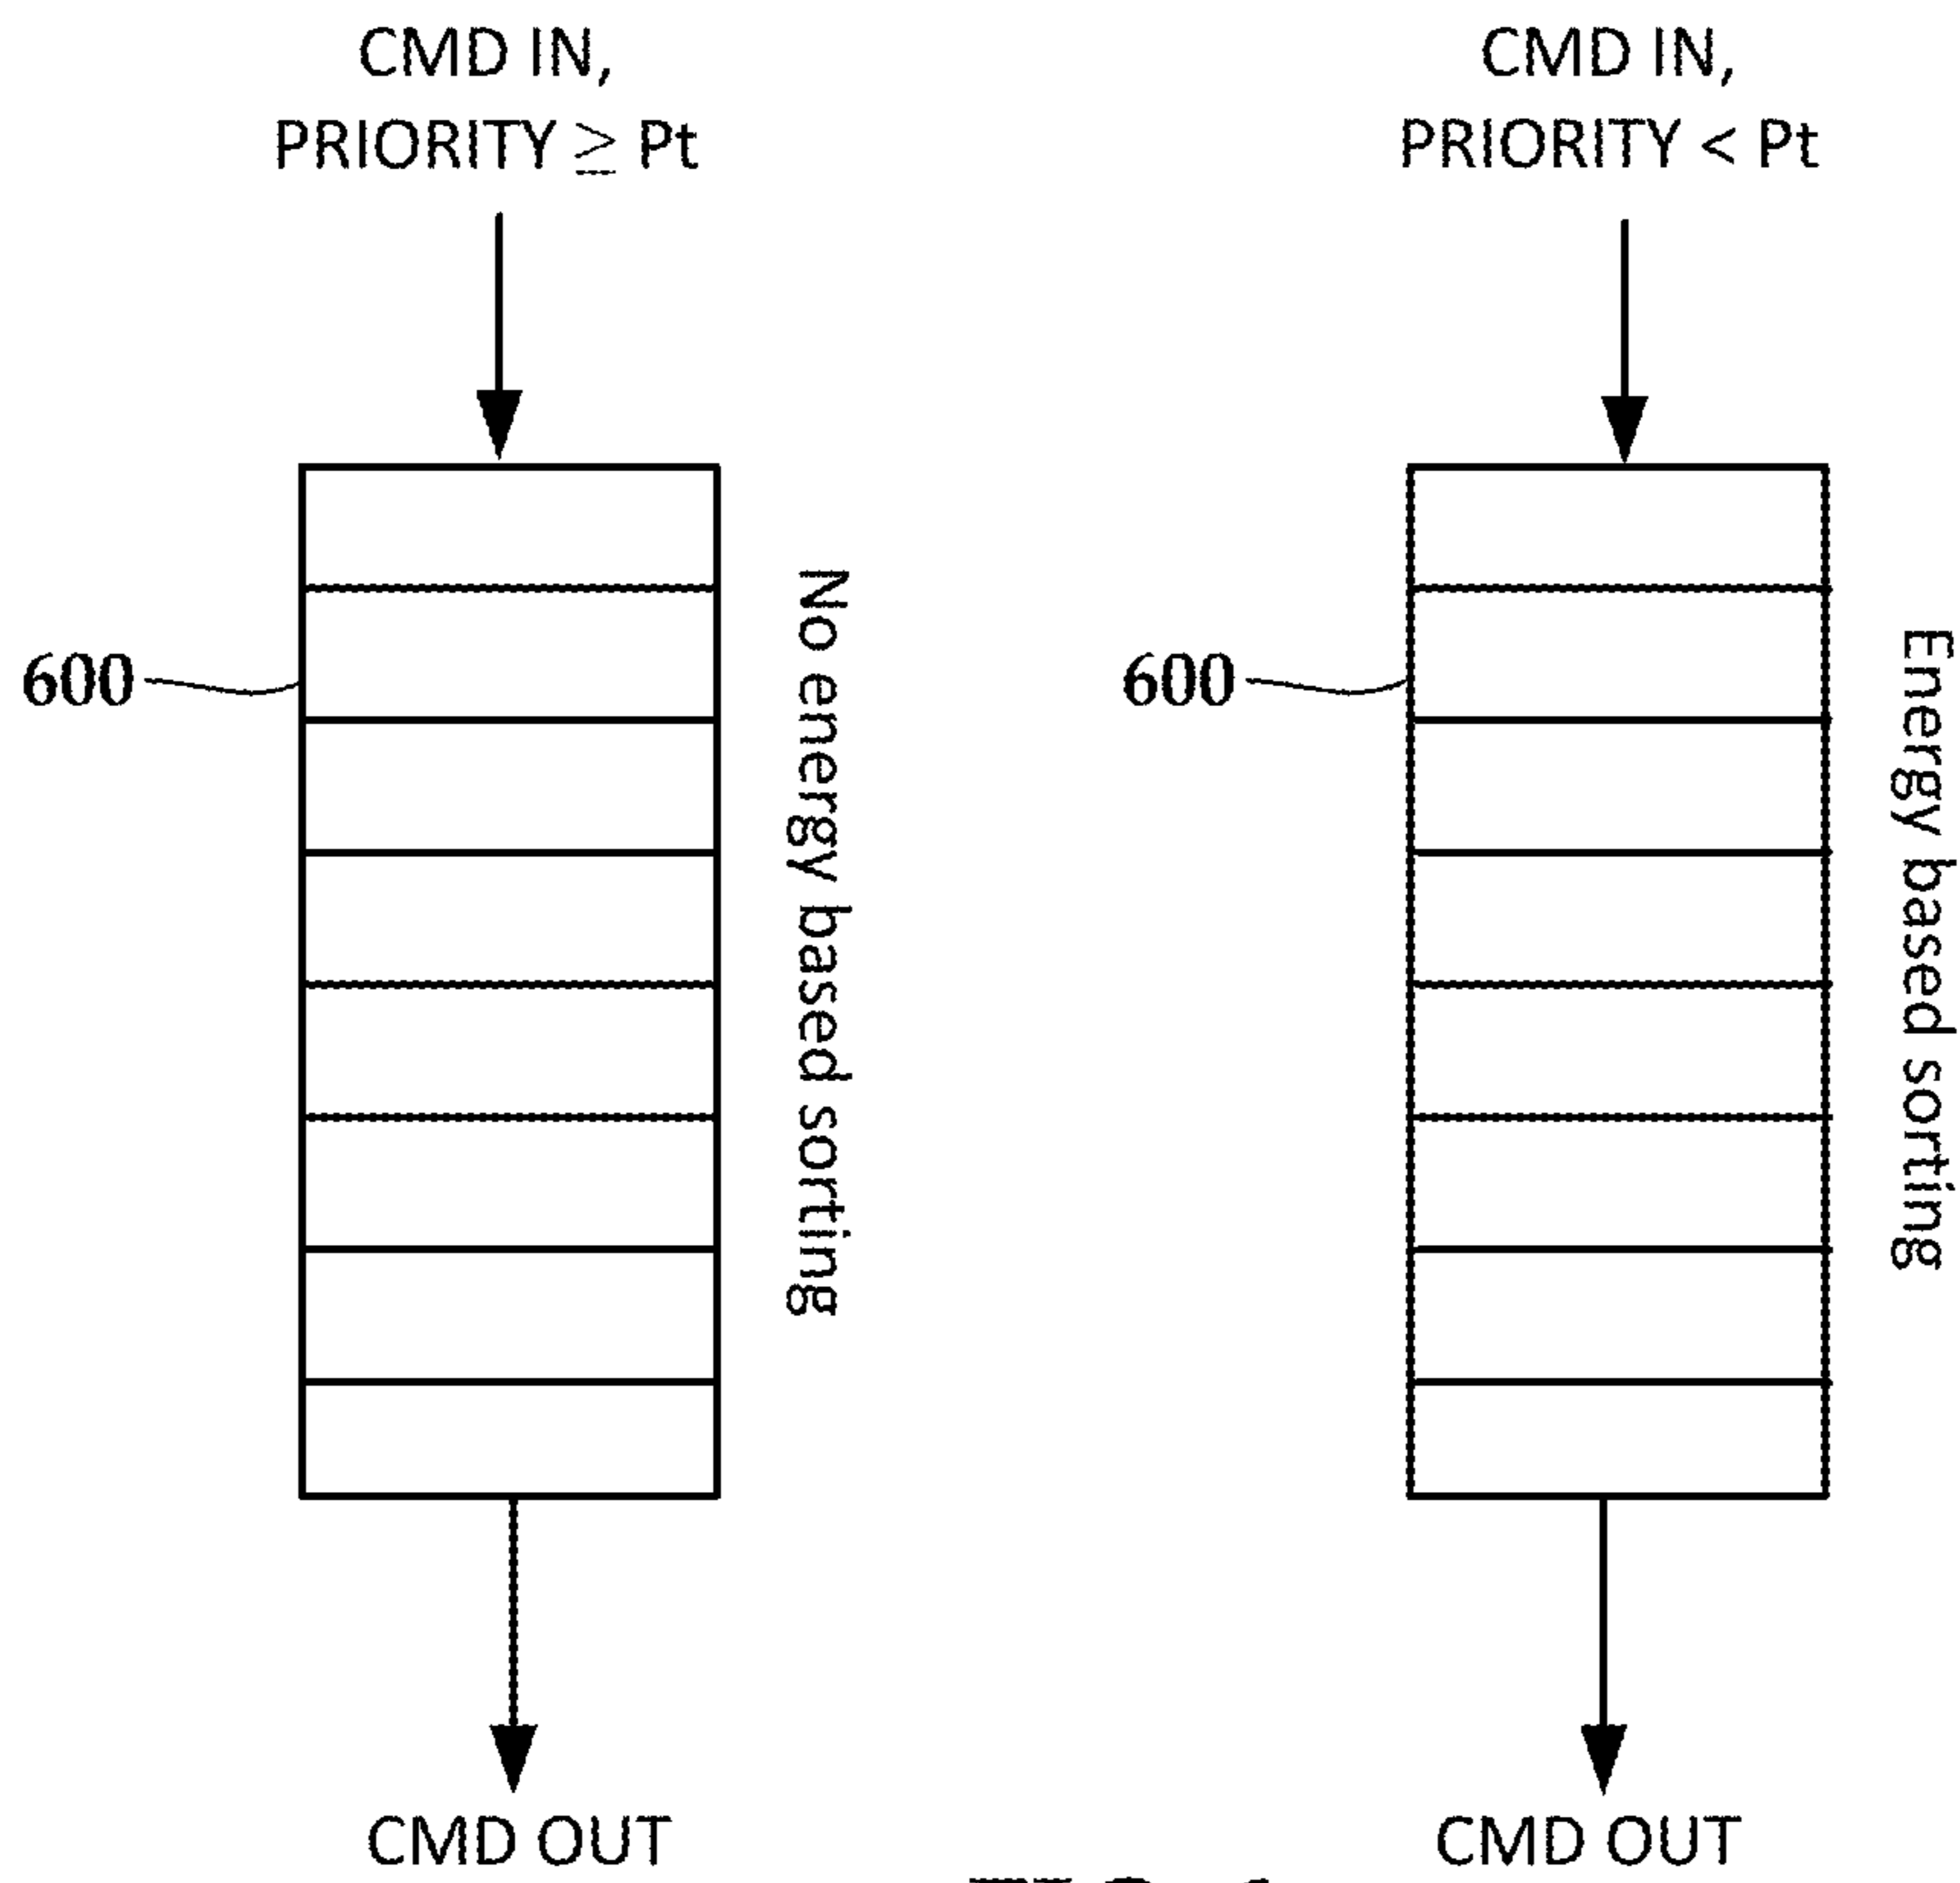 CMD IN,
PRIORITY ≥ Pt
600
No energy based sorting
CMD OUT
CMD IN,
PRIORITY < Pt
600
Energy based sorting
CMD OUT